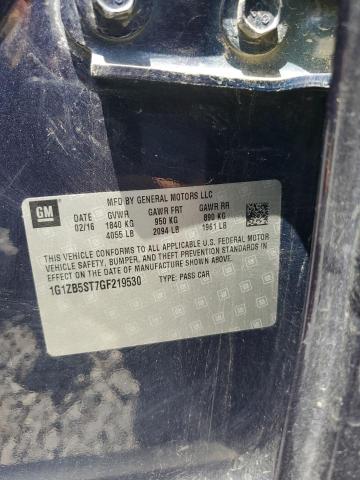 GM
MFD BY GENERAL MOTORS LLC
DATE GVWR GAWR FRT GAWR RR
02/16 1840 KG 950 KG 890 KG
4055 LB 2094 LB 1961 LB
THIS VEHICLE CONFORMS TO ALL APPLICABLE U.S. FEDERAL MOTOR
VEHICLE SAFETY, BUMPER, AND THEFT PREVENTION STANDARDS IN
EFFECT ON THE DATE OF MANUFACTURE SHOWN ABOVE.
1G1ZB5ST7GF219530 TYPE: PASS CAR